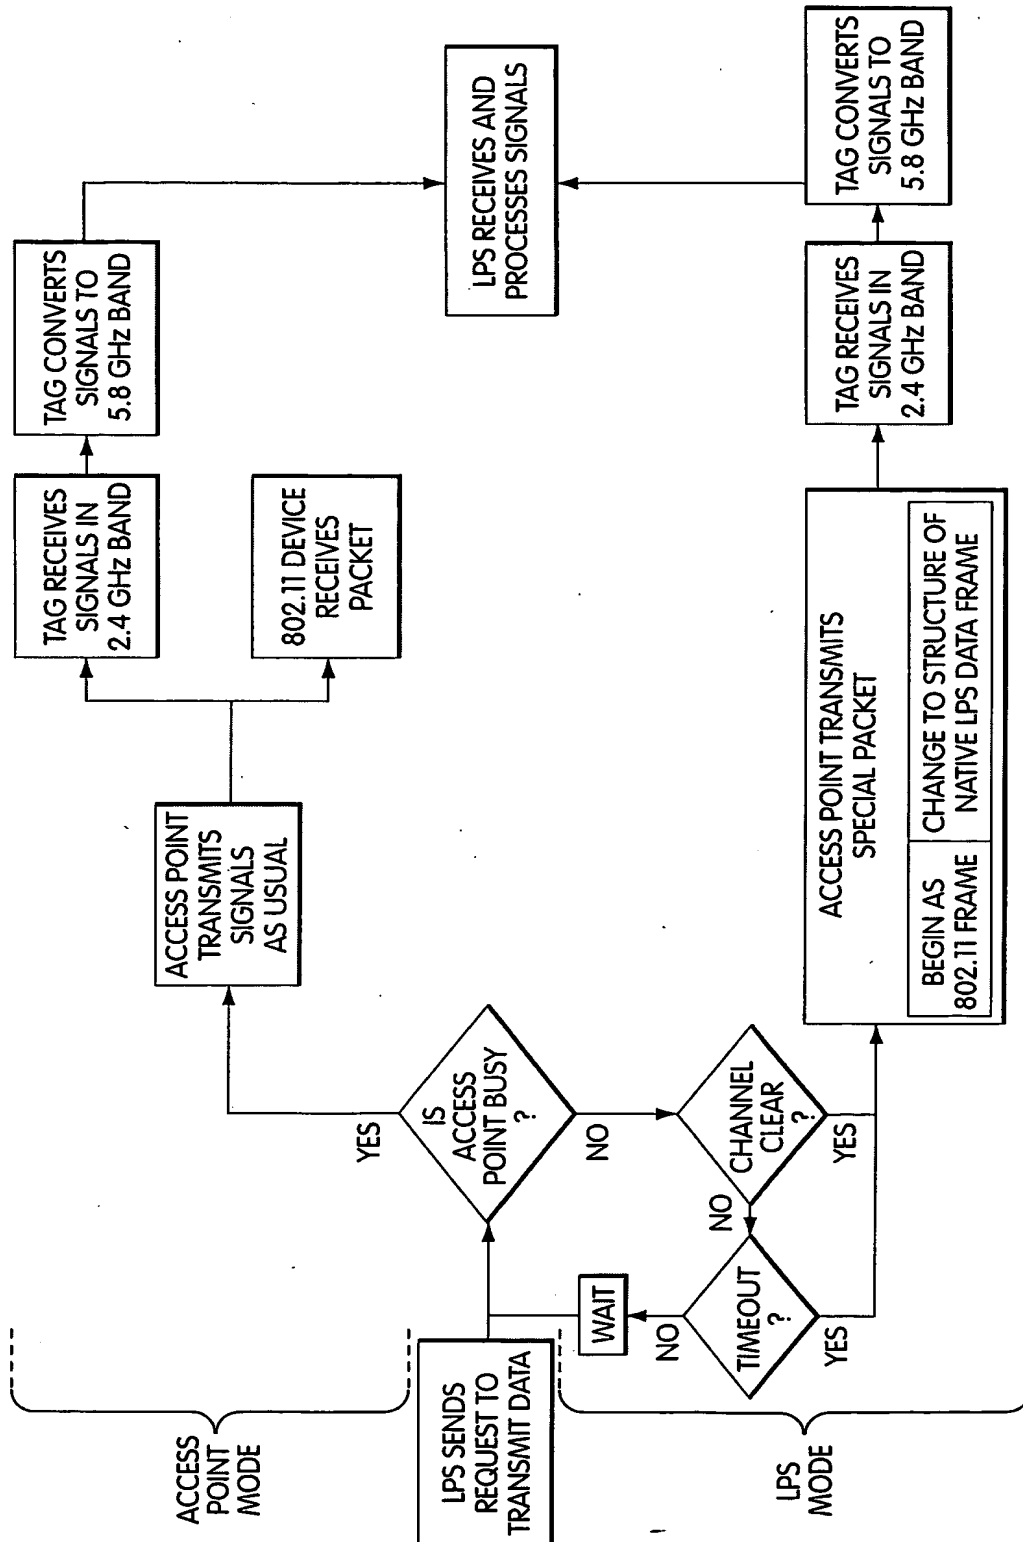 ACCESS
POINT
MODE
LPS SENDS
REQUEST TO
TRANSMIT DATA
LPS
MODE
IS
ACCESS
POINT BUSY
?
YES
NO
CHANNEL
CLEAR
?
NO
YES
TIMEOUT
?
NO
YES
WAIT
ACCESS POINT
TRANSMITS
SIGNALS
AS USUAL
TAG RECEIVES
SIGNALS IN
2.4 GHz BAND
TAG CONVERTS
SIGNALS TO
5.8 GHz BAND
802.11 DEVICE
RECEIVES
PACKET
LPS RECEIVES AND
PROCESSES SIGNALS
ACCESS POINT TRANSMITS
SPECIAL PACKET
BEGIN AS
802.11 FRAME
CHANGE TO STRUCTURE OF
NATIVE LPS DATA FRAME
TAG RECEIVES
SIGNALS IN
2.4 GHz BAND
TAG CONVERTS
SIGNALS TO
5.8 GHz BAND